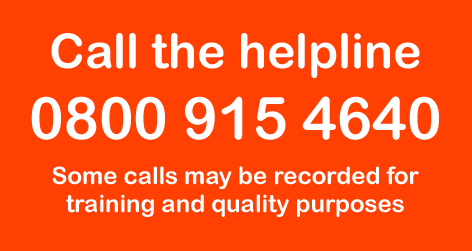 Call the helpline
0800 915 4640
Some calls may be recorded for
training and quality purposes